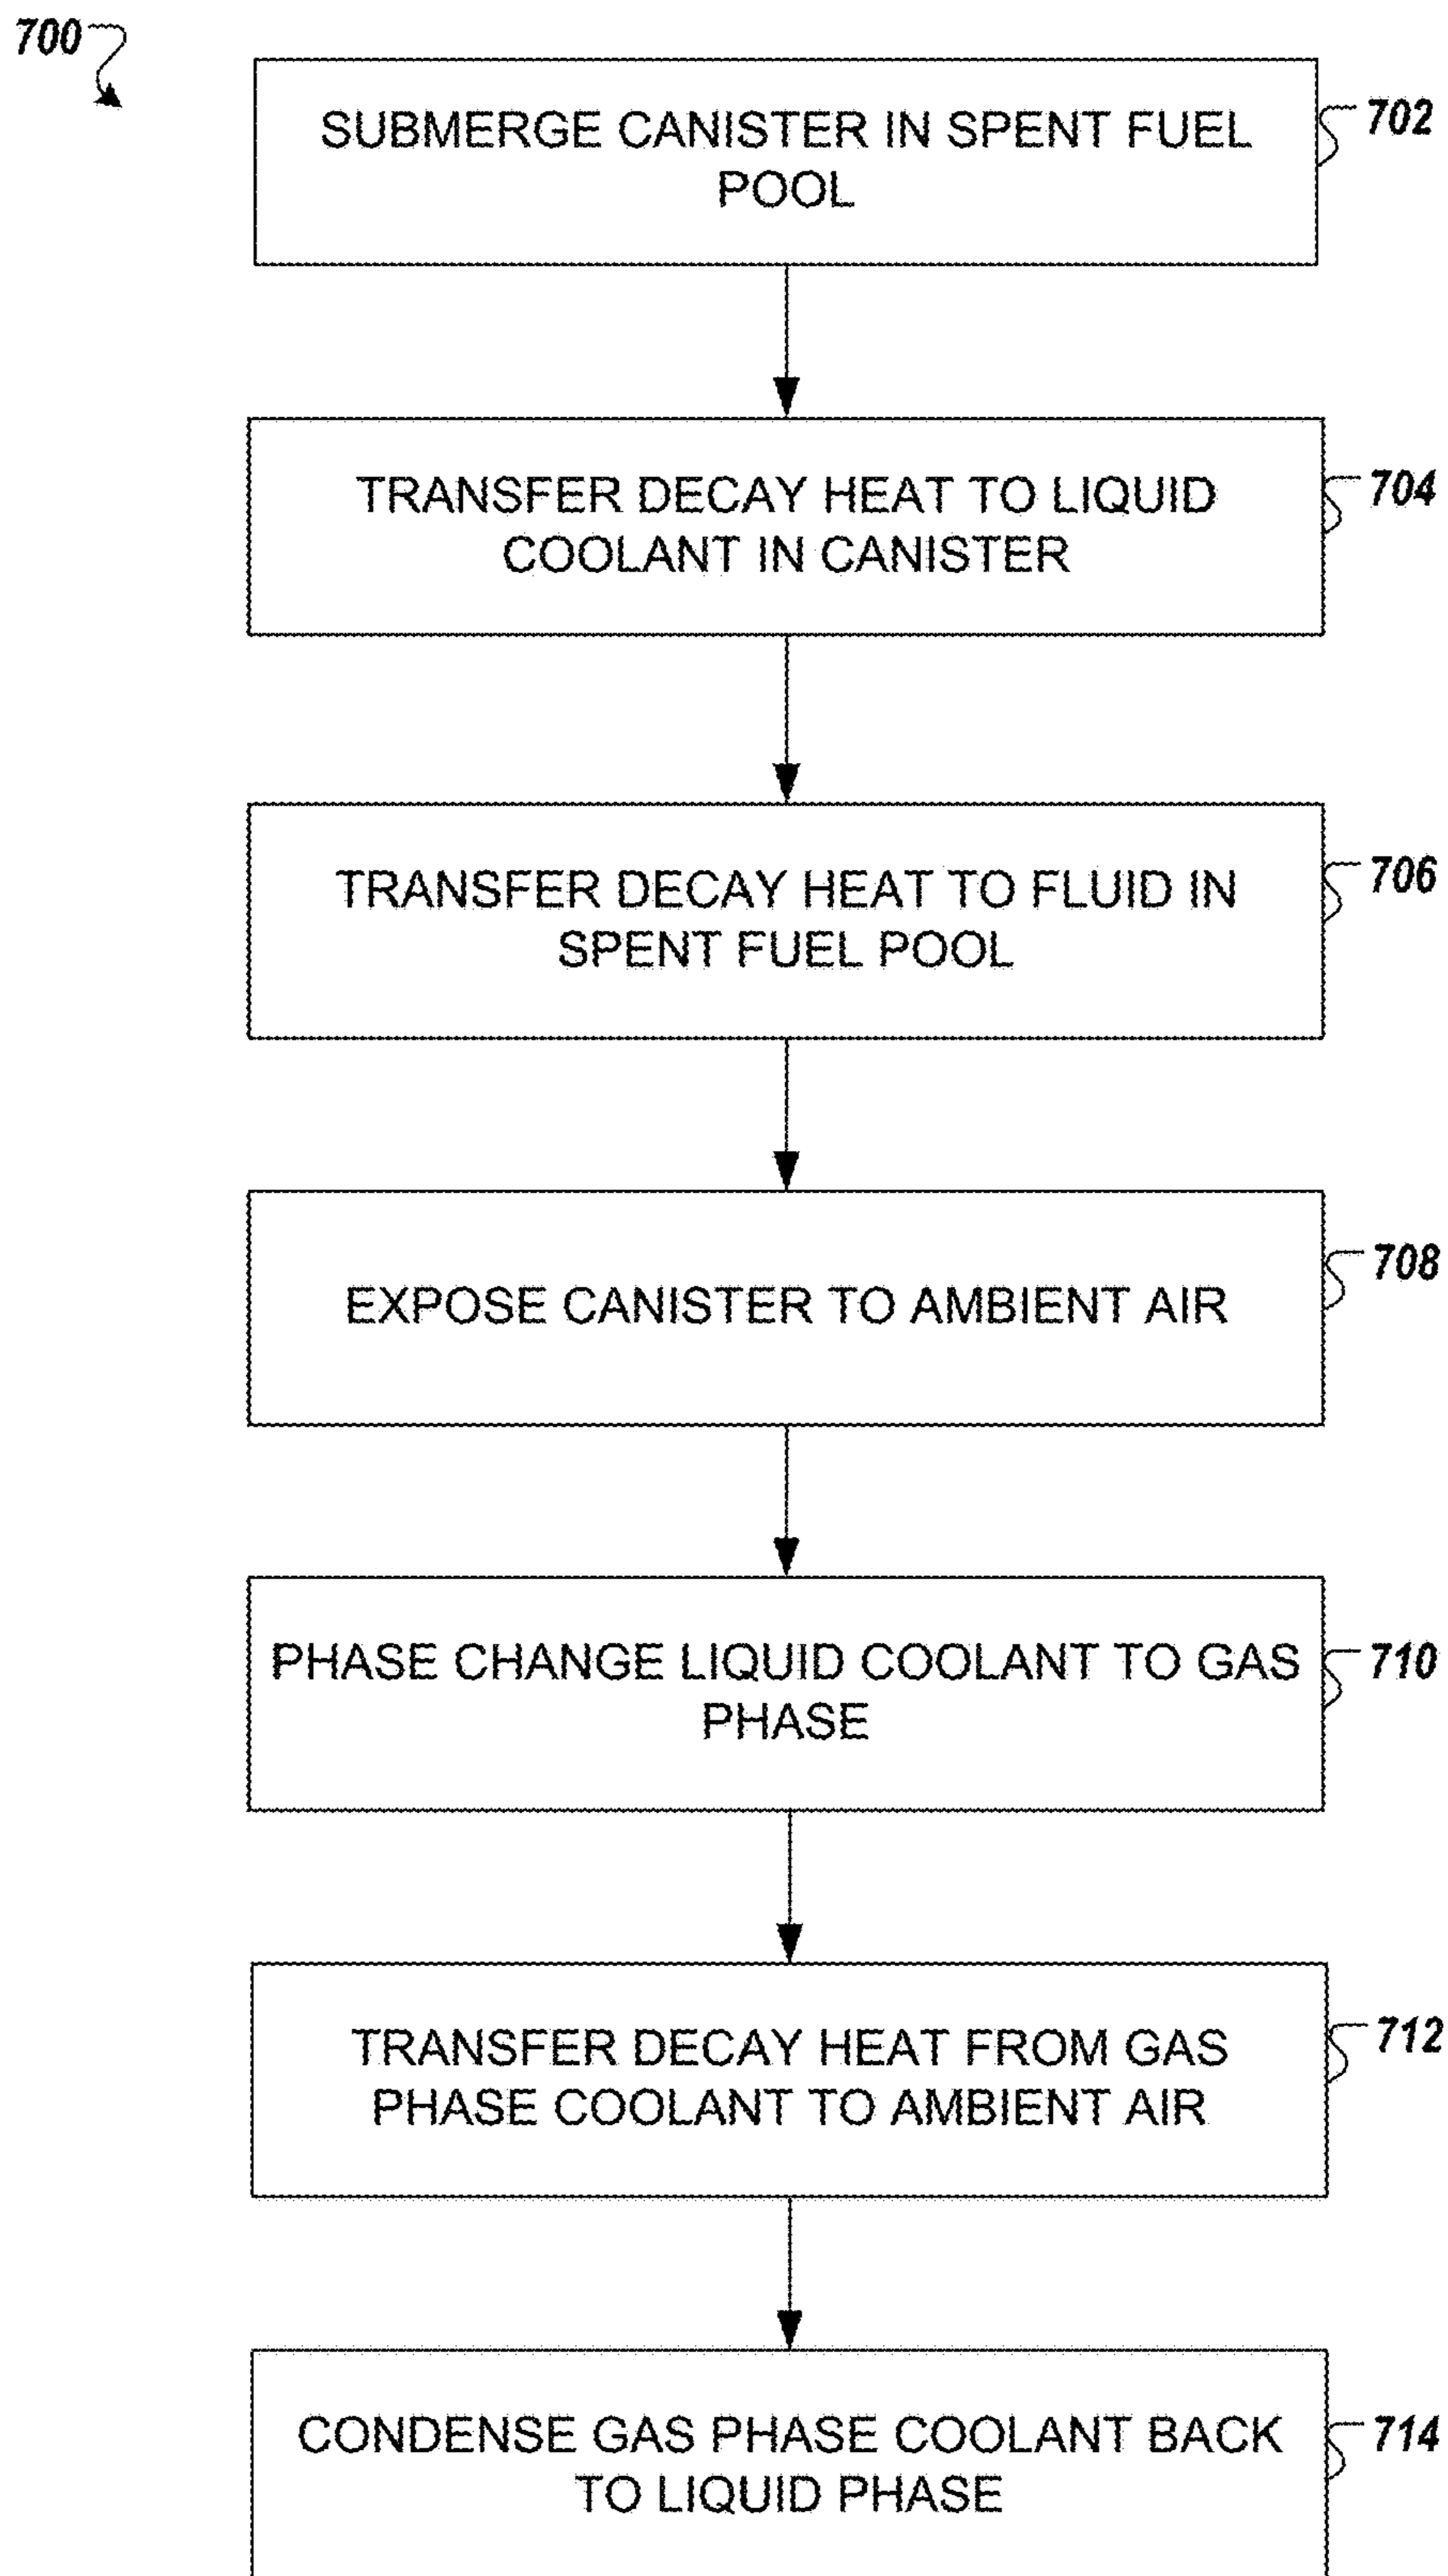 700
SUBMERGE CANISTER IN SPENT FUEL
POOL
702
TRANSFER DECAY HEAT TO LIQUID
COOLANT IN CANISTER
704
TRANSFER DECAY HEAT TO FLUID IN
SPENT FUEL POOL
706
EXPOSE CANISTER TO AMBIENT AIR
708
PHASE CHANGE LIQUID COOLANT TO GAS
PHASE
710
TRANSFER DECAY HEAT FROM GAS
PHASE COOLANT TO AMBIENT AIR
712
CONDENSE GAS PHASE COOLANT BACK
TO LIQUID PHASE
714